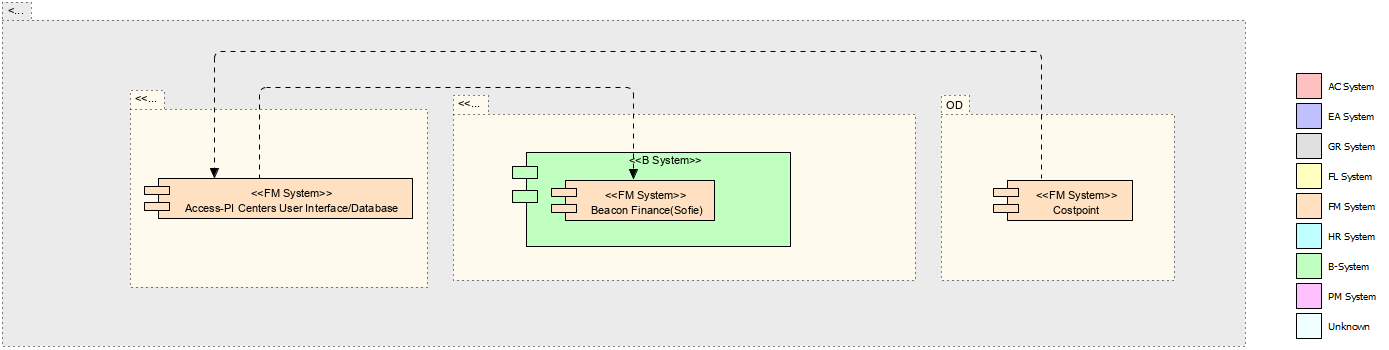 <...
<<...
<<FM System>>
Access-PI Centers User Interface/Database
<<...
<<B System>>
<<FM System>>
Beacon Finance(Sofie)
OD
<<FM System>>
Costpoint
AC System
EA System
GR System
FL System
FM System
HR System
B-System
PM System
Unknown